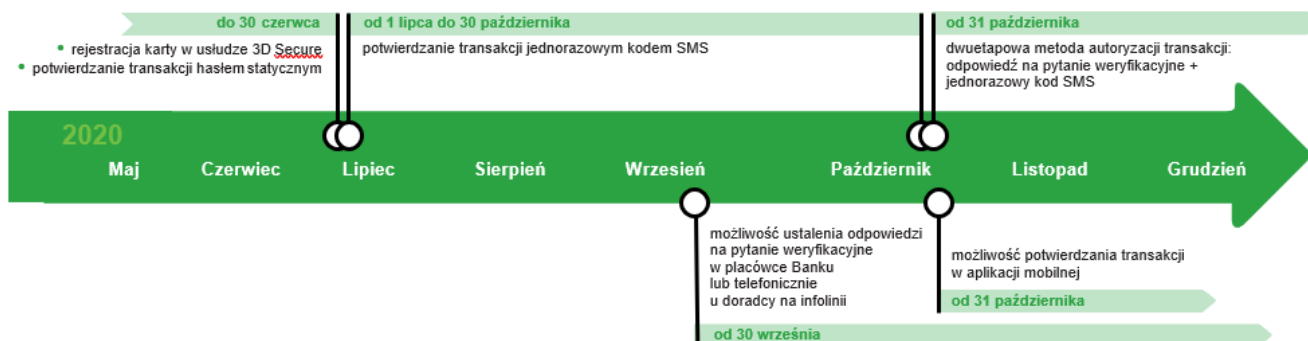 do 30 czerwca
• rejestracja karty w usłudze 3D Secure
• potwierdzanie transakcji hasłem statycznym
od 1 lipca do 30 października
potwierdzanie transakcji jednorazowym kodem SMS
od 31 października
dwuetapowa metoda autoryzacji transakcji:
odpowiedź na pytanie weryfikacyjne +
jednorazowy kod SMS
2020
Maj
Czerwiec
Lipiec
Sierpień
Wrzesień
Październik
Listopad
Grudzień
możliwość ustalenia odpowiedzi
na pytanie weryfikacyjne
w placówce Banku
lub telefonicznie
u doradcy na infolinii
od 30 września
możliwość potwierdzania transakcji
w aplikacji mobilnej
od 31 października